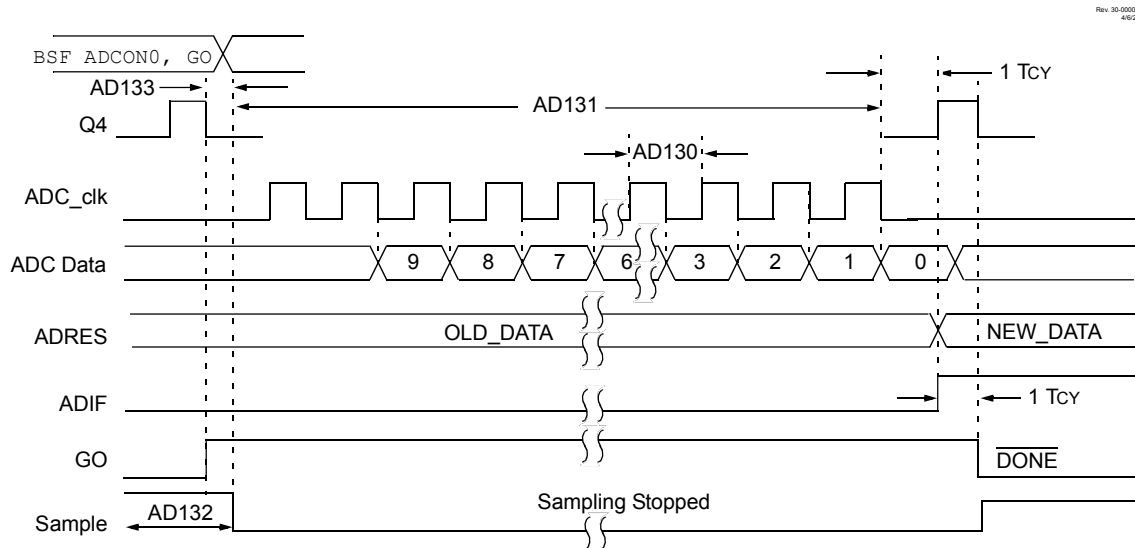 Rev. 30-0000
4/6/2
BSF ADCON0, GO
1 TCY
AD133
AD131
Q4
AD130
ADC_clk
ADC Data
9 8 7 6 3 2 1 0
ADRES
OLD_DATA
NEW_DATA
ADIF
1 TCY
GO
DONE
Sampling Stopped
Sample
AD132